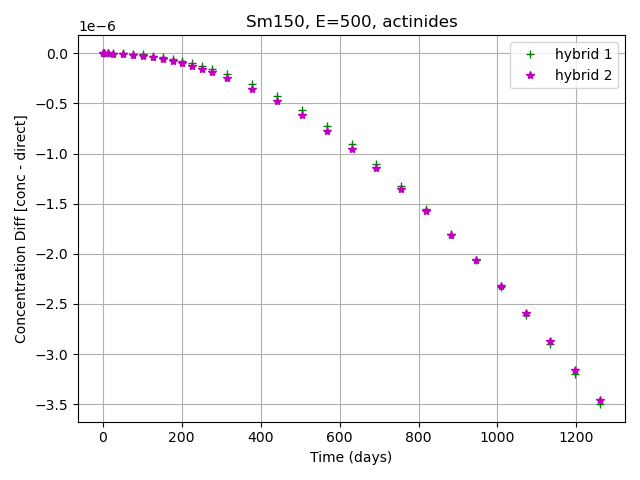 Sm150, E=500, actinides
1e−6
hybrid 1
hybrid 2
0.0
−0.5
−1.0
−1.5
−2.0
−2.5
−3.0
−3.5
Concentration Diff [conc - direct]
0 200 400 600 800 1000 1200
Time (days)